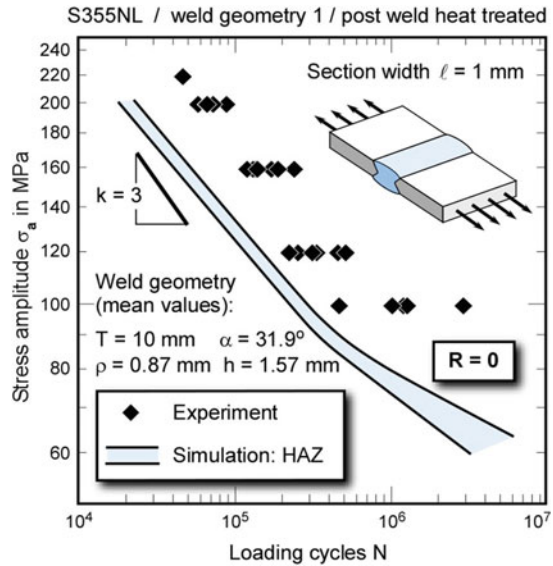 S355NL / weld geometry 1 / post weld heat treated
Stress amplitude σa in MPa
220
200
180
160
140
120
100
80
60
Section width ℓ = 1 mm
k = 3
Weld geometry
(mean values):
T = 10 mm α = 31.9º
ρ = 0.87 mm h = 1.57 mm
R = 0
Experiment
Simulation: HAZ
10⁴ 10⁵ 10⁶ 10⁷
Loading cycles N